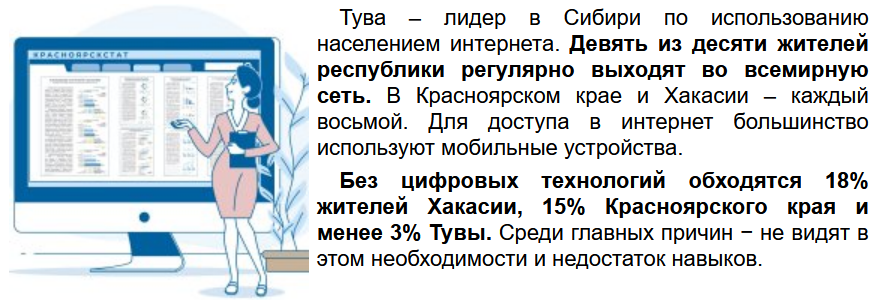 КРАСНОЯРСКСТАТ
Тува – лидер в Сибири по использованию
населением интернета. Девять из десяти жителей
республики регулярно выходят во всемирную
сеть. В Красноярском крае и Хакасии – каждый
восьмой. Для доступа в интернет большинство
используют мобильные устройства.
Без цифровых технологий обходятся 18%
жителей Хакасии, 15% Красноярского края и
менее 3% Тувы. Среди главных причин – не видят в
этом необходимости и недостаток навыков.